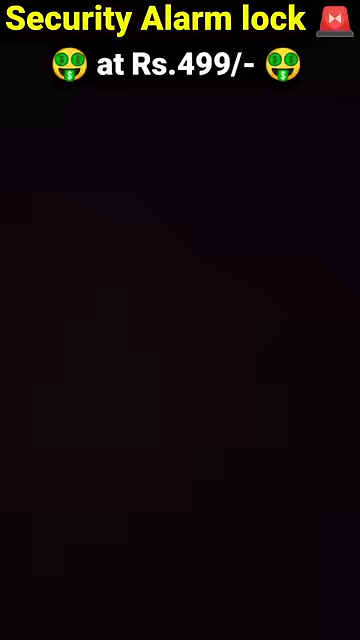 Security Alarm lock 🚨
🤑 at Rs.499/- 🤑